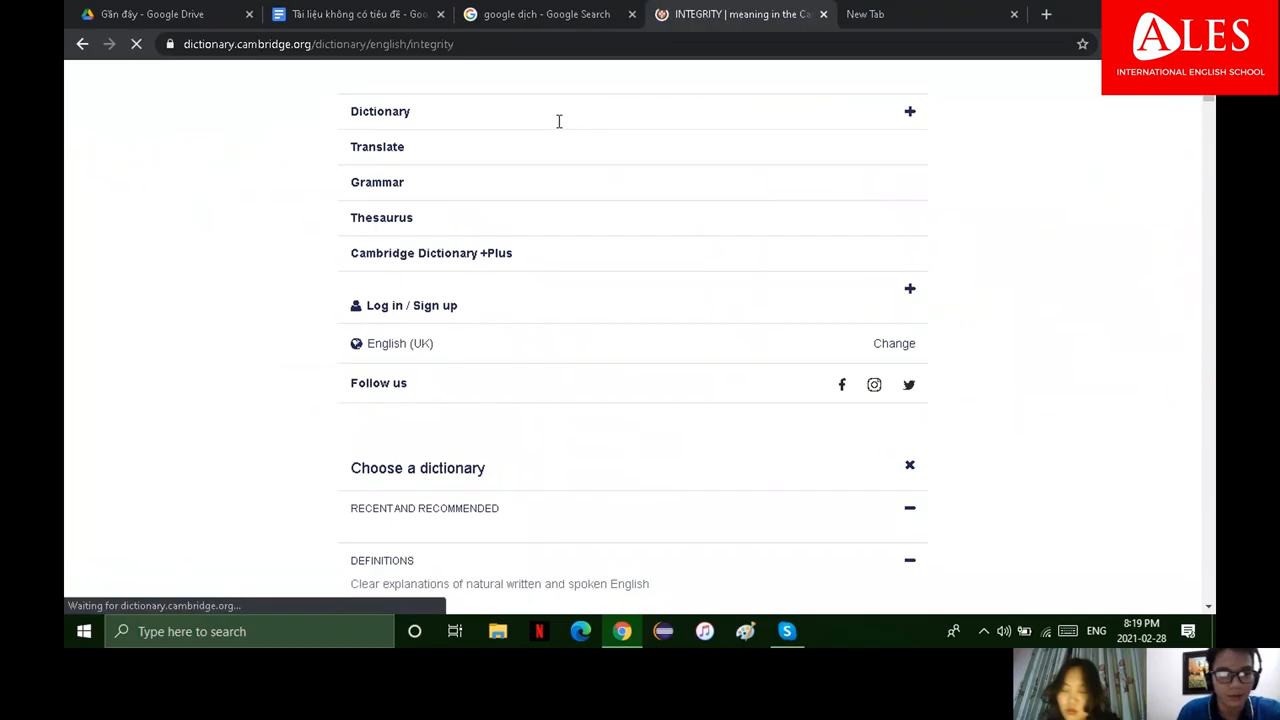 Gần đây - Google Drive
Tài liệu không có tiêu đề - Goo
google dịch - Google Search
INTEGRITY | meaning in the Ca
New Tab
dictionary.cambridge.org/dictionary/english/integrity
ALES
INTERNATIONAL ENGLISH SCHOOL
Dictionary
Translate
Grammar
Thesaurus
Cambridge Dictionary +Plus
Log in / Sign up
English (UK)
Change
Follow us
Choose a dictionary
RECENT AND RECOMMENDED
DEFINITIONS
Clear explanations of natural written and spoken English
Waiting for dictionary.cambridge.org...
Type here to search
ENG
8:19 PM
2021-02-28